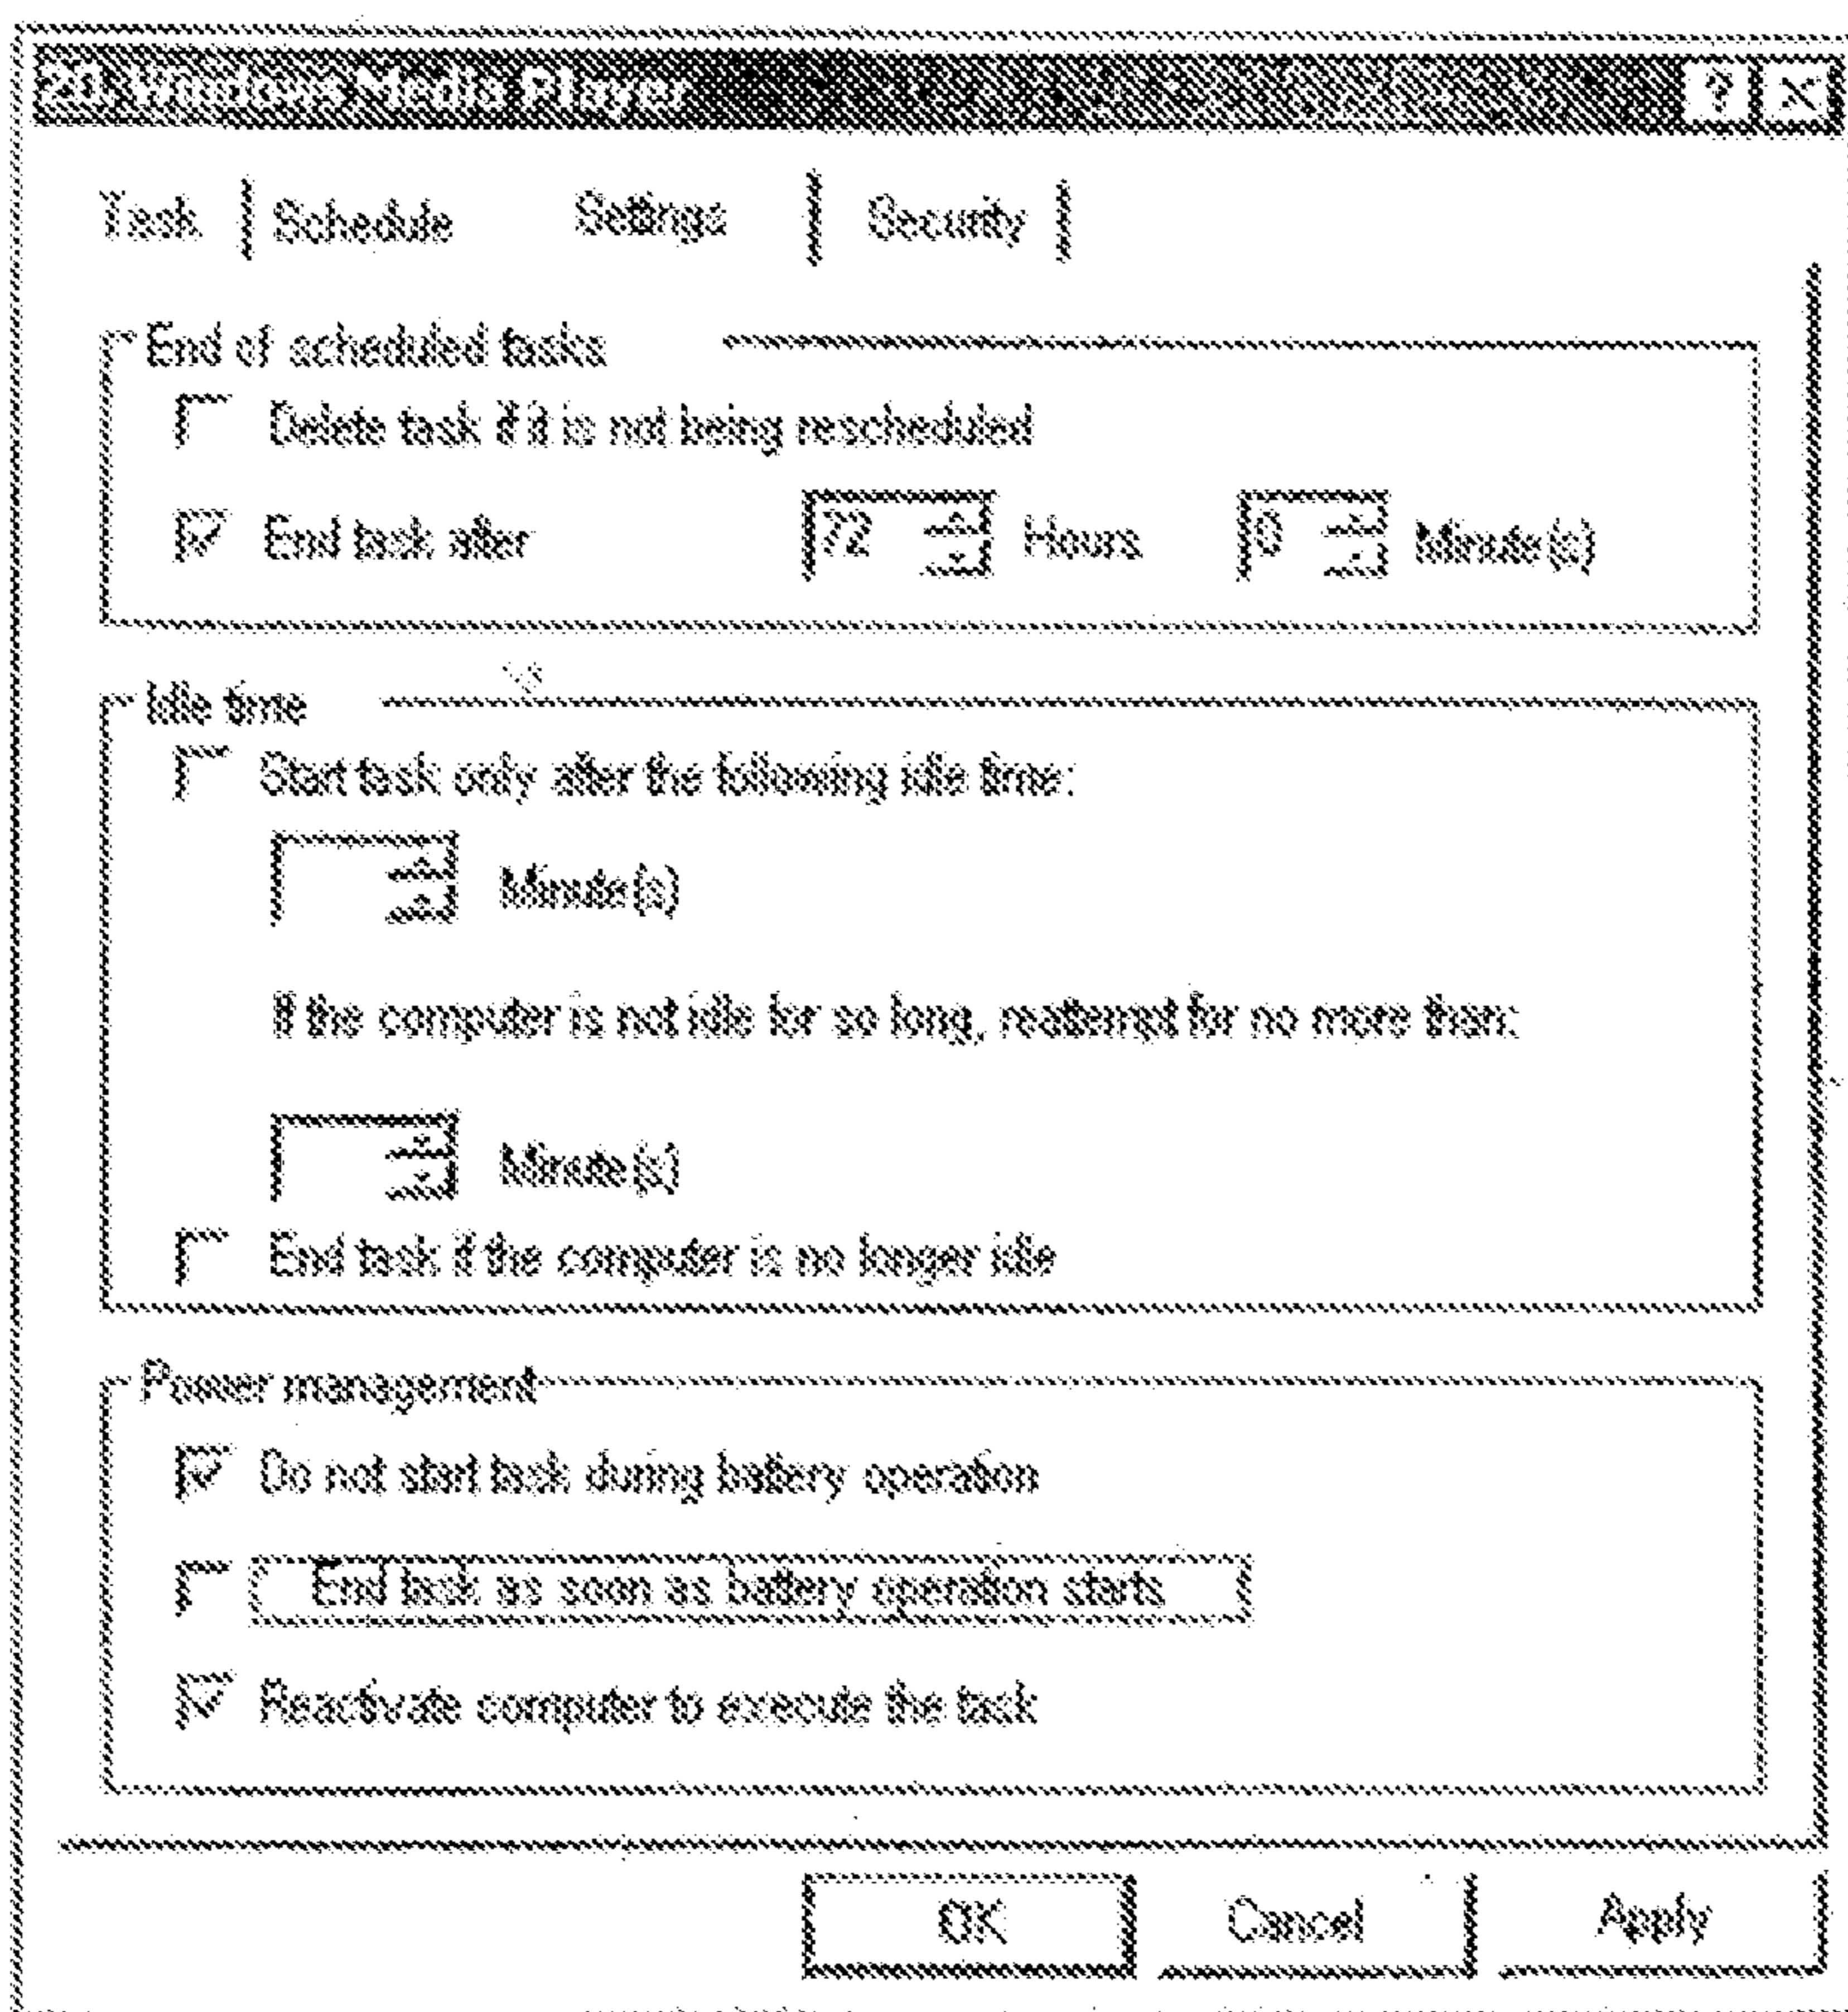 20. Windows Media Player ?
Task Schedule Settings Security
End of scheduled tasks
Delete task if it is not being rescheduled
End task after 72 Hours 0 Minute(s)
Idle time
Start task only after the following idle time:
Minute(s)
If the computer is not idle for so long, reattempt for no more than:
Minute(s)
End task if the computer is no longer idle
Power management
Do not start task during battery operation
End task as soon as battery operation starts
Reactivate computer to execute the task
OK Cancel Apply